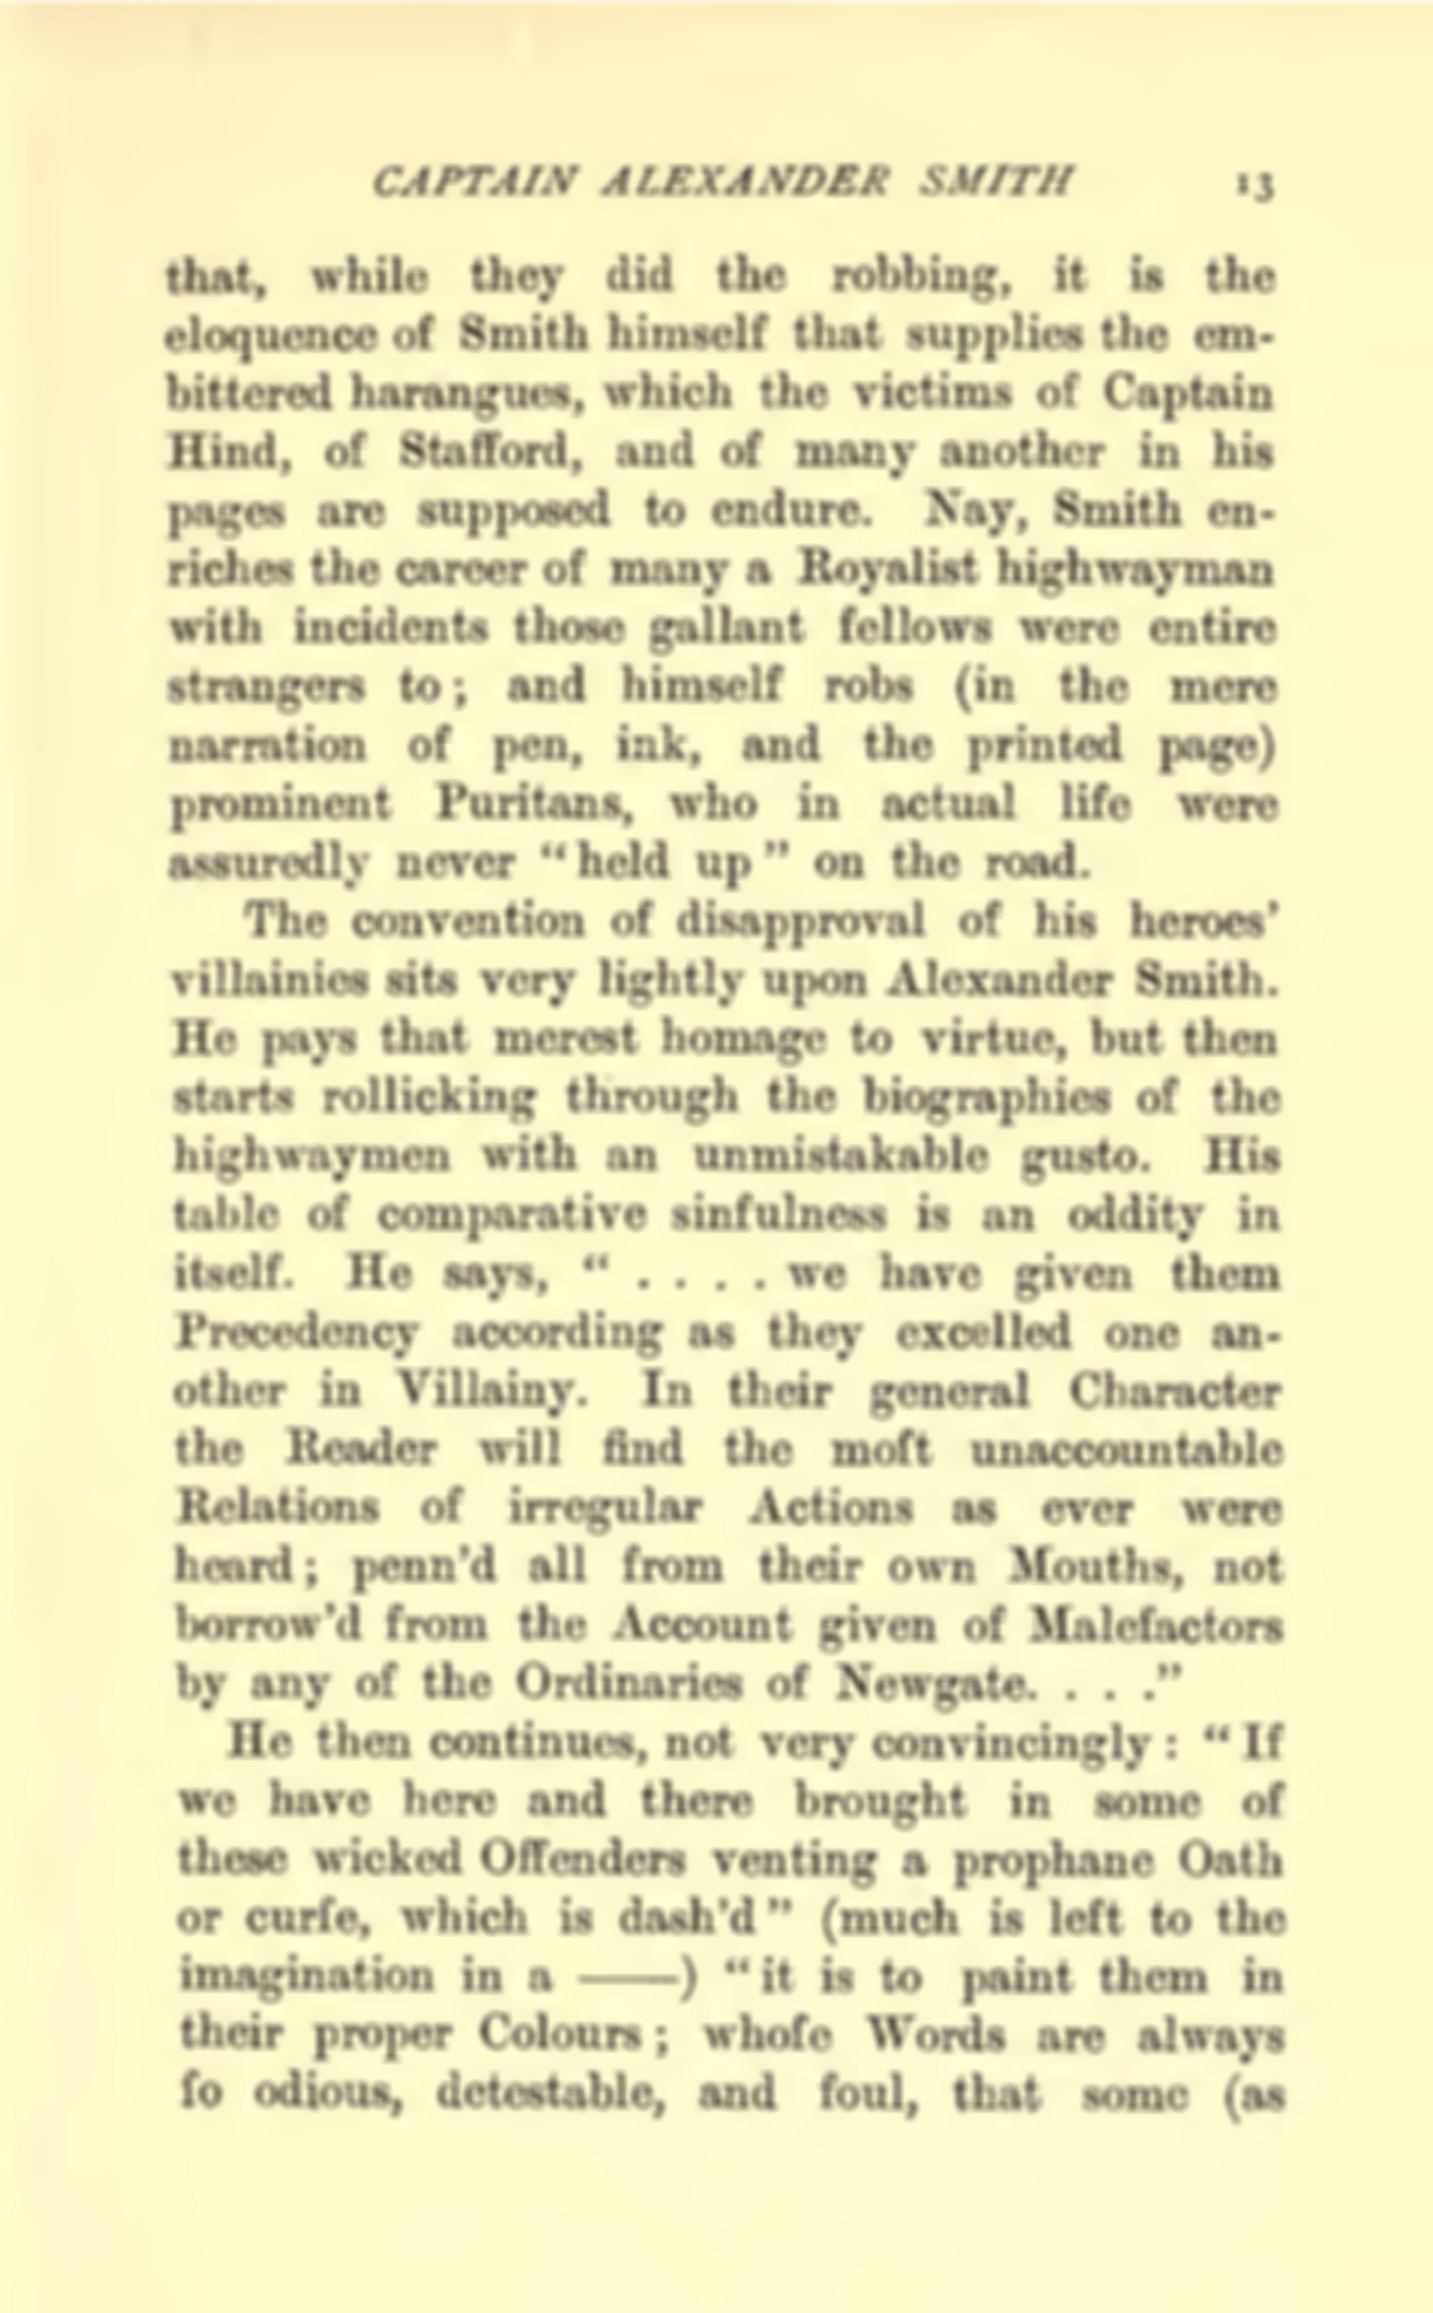 CAPTAIN ALEXANDER SMITH 13
that, while they did the robbing, it is the
eloquence of Smith himself that supplies the em-
bittered harangues, which the victims of Captain
Hind, of Stafford, and of many another in his
pages are supposed to endure. Nay, Smith en-
riches the career of many a Royalist highwayman
with incidents those gallant fellows were entire
strangers to; and himself robs (in the mere
narration of pen, ink, and the printed page)
prominent Puritans, who in actual life were
assuredly never “held up” on the road.
The convention of disapproval of his heroes’
villainies sits very lightly upon Alexander Smith.
He pays that merest homage to virtue, but then
starts rollicking through the biographies of the
highwaymen with an unmistakable gusto. His
table of comparative sinfulness is an oddity in
itself. He says, “ . . . . we have given them
Precedency according as they excelled one an-
other in Villainy. In their general Character
the Reader will find the moſt unaccountable
Relations of irregular Actions as ever were
heard; penn’d all from their own Mouths, not
borrow’d from the Account given of Malefactors
by any of the Ordinaries of Newgate. . . .”
He then continues, not very convincingly: “If
we have here and there brought in some of
these wicked Offenders venting a prophane Oath
or curſe, which is dash’d” (much is left to the
imagination in a ——) “it is to paint them in
their proper Colours; whoſe Words are always
ſo odious, detestable, and foul, that some (as